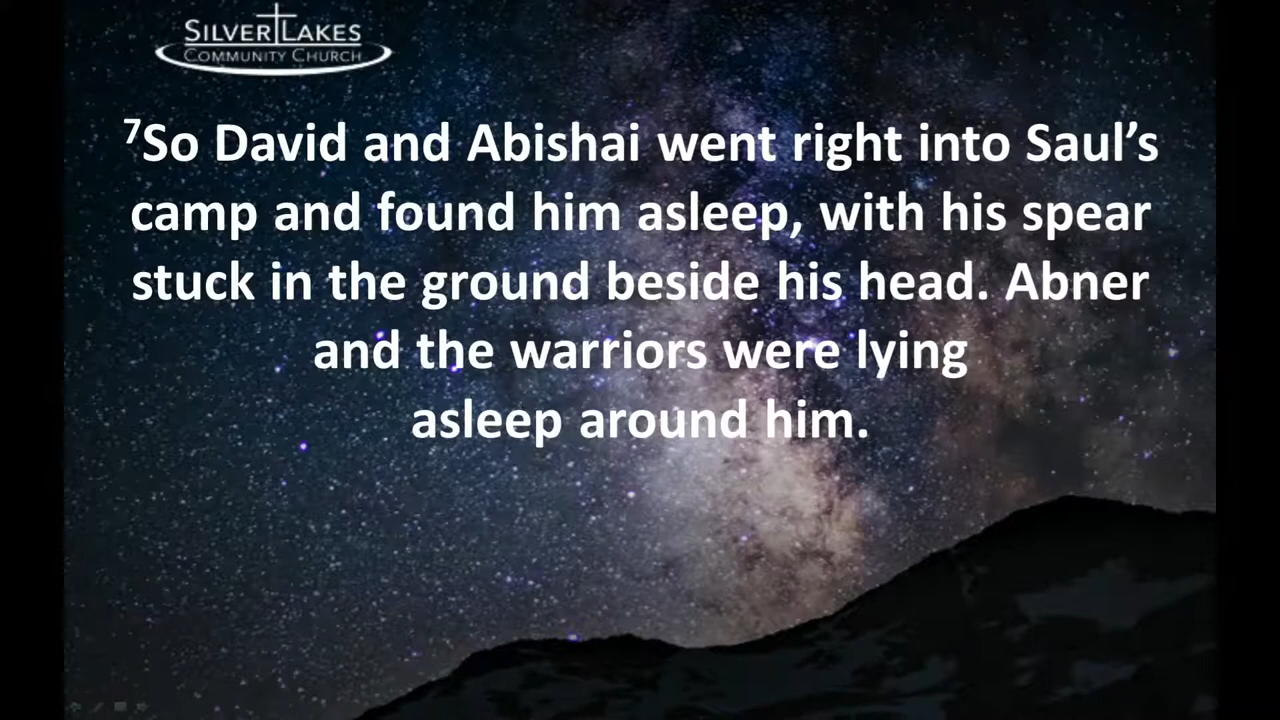 SILVER LAKES
COMMUNITY CHURCH
⁷So David and Abishai went right into Saul’s
camp and found him asleep, with his spear
stuck in the ground beside his head. Abner
and the warriors were lying
asleep around him.